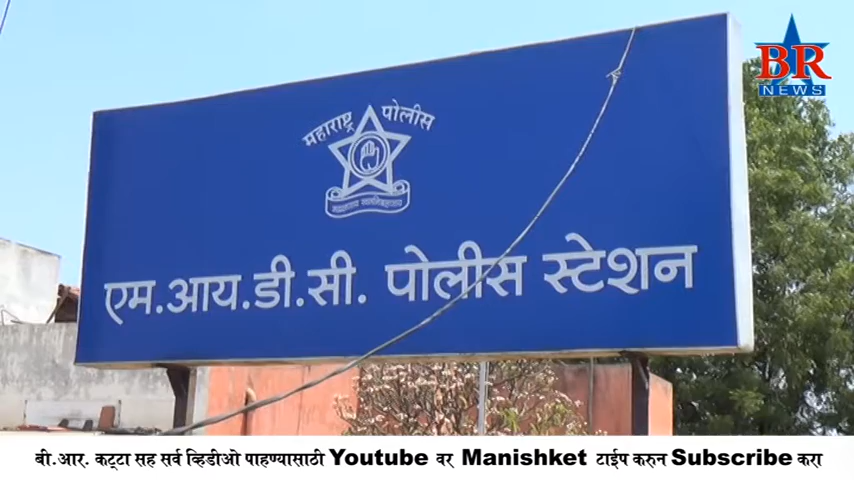 BR
NEWS
महाराष्ट्र पोलीस
एम.आय.डी.सी. पोलीस स्टेशन
बी.आर. कट्टा सह सर्व व्हिडीओ पाहण्यासाठी Youtube वर Manishket टाईप करुन Subscribe करा